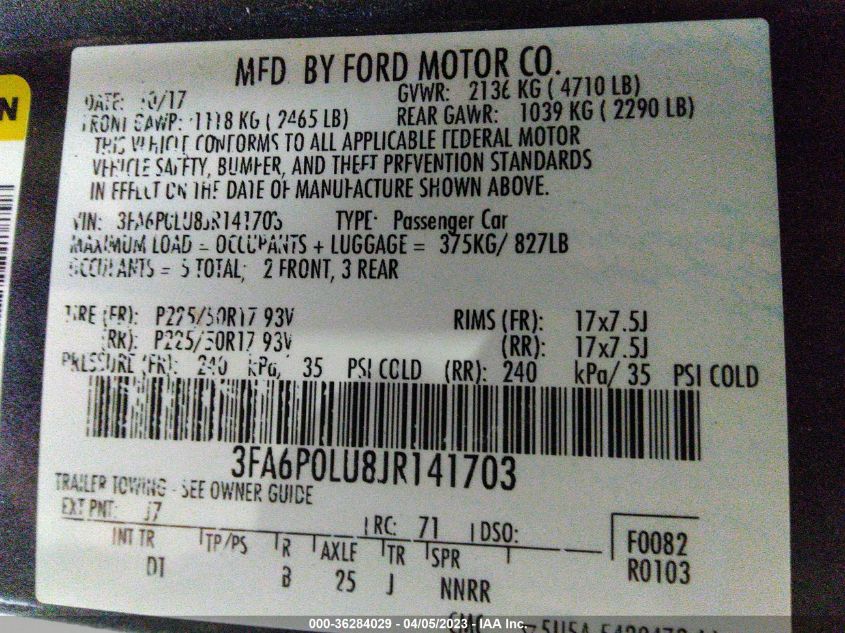 N
MFD BY FORD MOTOR CO.
DATE: 10/17 GVWR: 2136 KG ( 4710 LB)
FRONT GAWR: 1118 KG ( 2465 LB) REAR GAWR: 1039 KG ( 2290 LB)
THIS VEHICLE CONFORMS TO ALL APPLICABLE FEDERAL MOTOR
VEHICLE SAFETY, BUMPER, AND THEFT PREVENTION STANDARDS
IN EFFECT ON THE DATE OF MANUFACTURE SHOWN ABOVE.
VIN: 3FA6P0LU8JR141703 TYPE: Passenger Car
MAXIMUM LOAD = OCCUPANTS + LUGGAGE = 375KG/ 827LB
OCCUPANTS = 5 TOTAL; 2 FRONT, 3 REAR
TIRE (FR): P225/50R17 93V RIMS (FR): 17x7.5J
(RR): P225/50R17 93V (RR): 17x7.5J
PRESSURE (FR): 240 kPa/ 35 PSI COLD (RR): 240 kPa/ 35 PSI COLD
3FA6P0LU8JR141703
TRAILER TOWING - SEE OWNER GUIDE
EXT PNT: J7 RC: 71 DSO: F0082
INT TR TP/PS R AXLE TR SPR R0103
D1 B 25 J NNRR
000-36284029 - 04/05/2023 - IAA Inc.